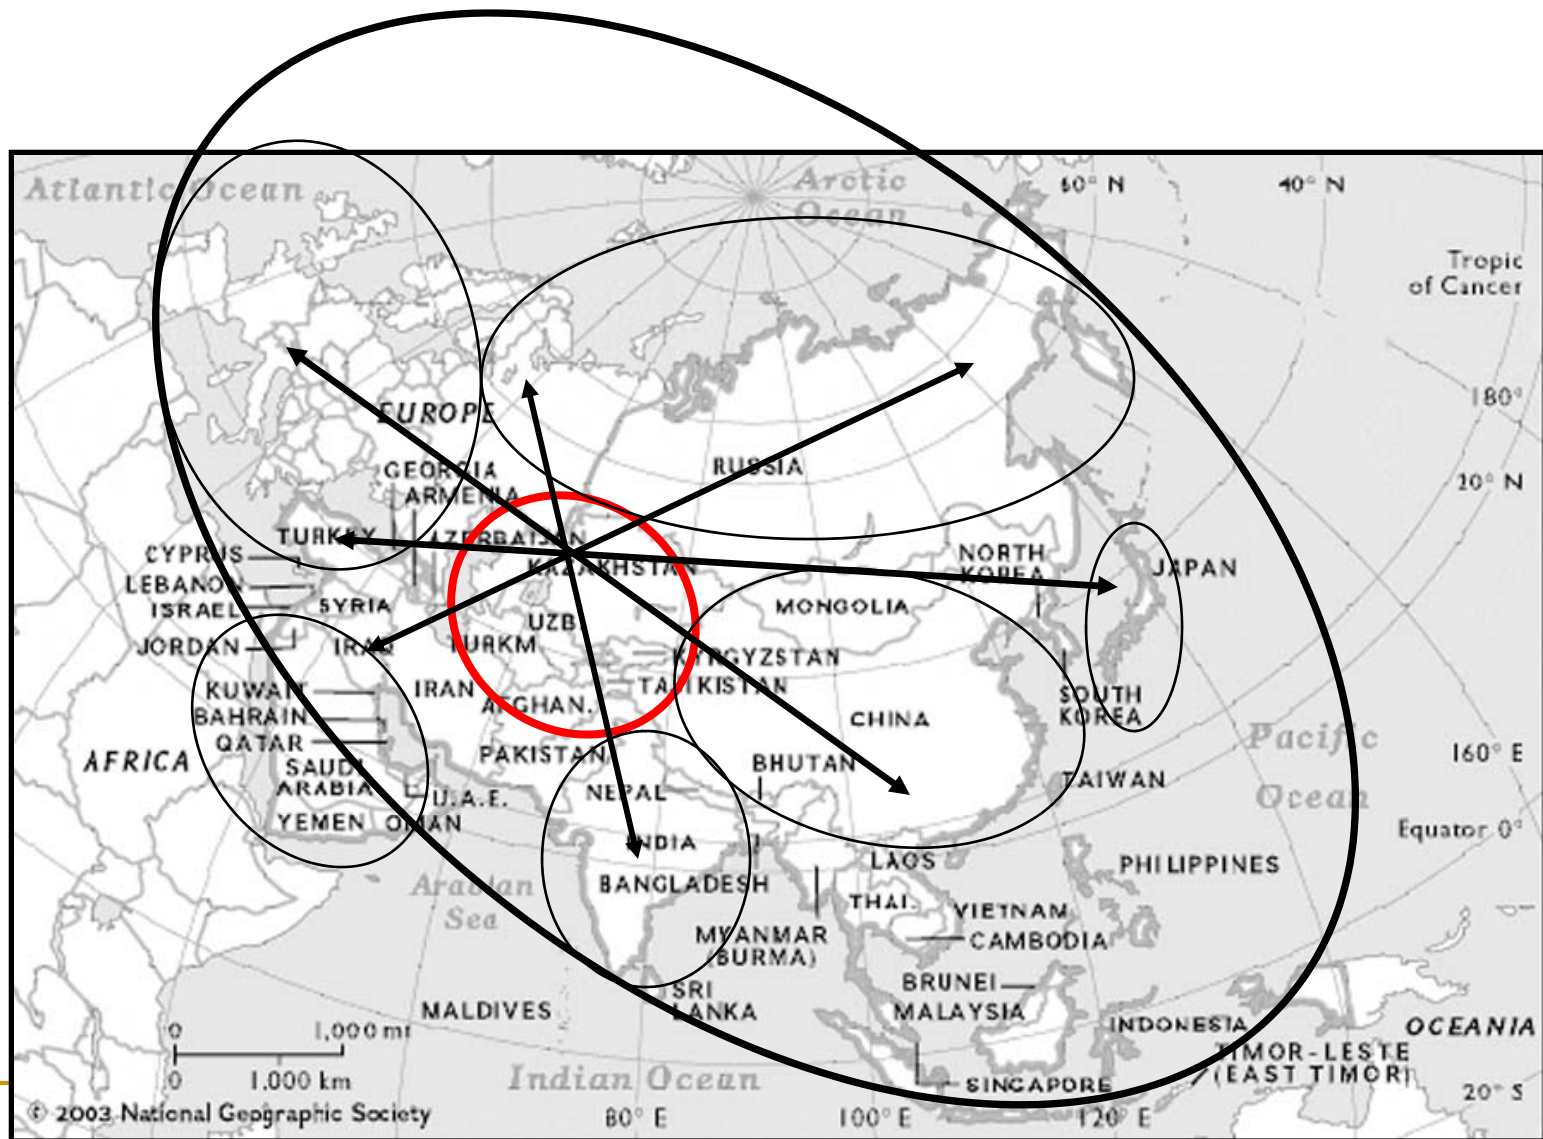 Atlantic Ocean
Arctic
Ocean
60° N
40° N
Tropic
of Cancer
180°
EUROPE
GEORGIA
ARMENIA
RUSSIA
20° N
TURKEY
AZERBAIJAN
KAZAKHSTAN
NORTH
KOREA
JAPAN
CYPRUS
LEBANON
ISRAEL
SYRIA
UZB.
MONGOLIA
JORDAN
IRAQ
TURKM
KYRGYZSTAN
TAJIKISTAN
KUWAIT
IRAN
AFGHAN.
SOUTH
KOREA
BAHRAIN
CHINA
QATAR
PAKISTAN
Pacific
Ocean
160° E
AFRICA
SAUDI
ARABIA
BHUTAN
TAIWAN
U.A.E.
NEPAL
YEMEN
OMAN
INDIA
Equator 0°
LAOS
PHILIPPINES
Arabian
Sea
BANGLADESH
THAI.
VIETNAM
MYANMAR
(BURMA)
CAMBODIA
BRUNEI
MALAYSIA
MALDIVES
SRI
LANKA
INDONESIA
OCEANIA
0 1,000 mi
0 1,000 km
TIMOR-LESTE
(EAST TIMOR)
Indian Ocean
SINGAPORE
20° S
© 2003 National Geographic Society
80° E
100° E
120° E